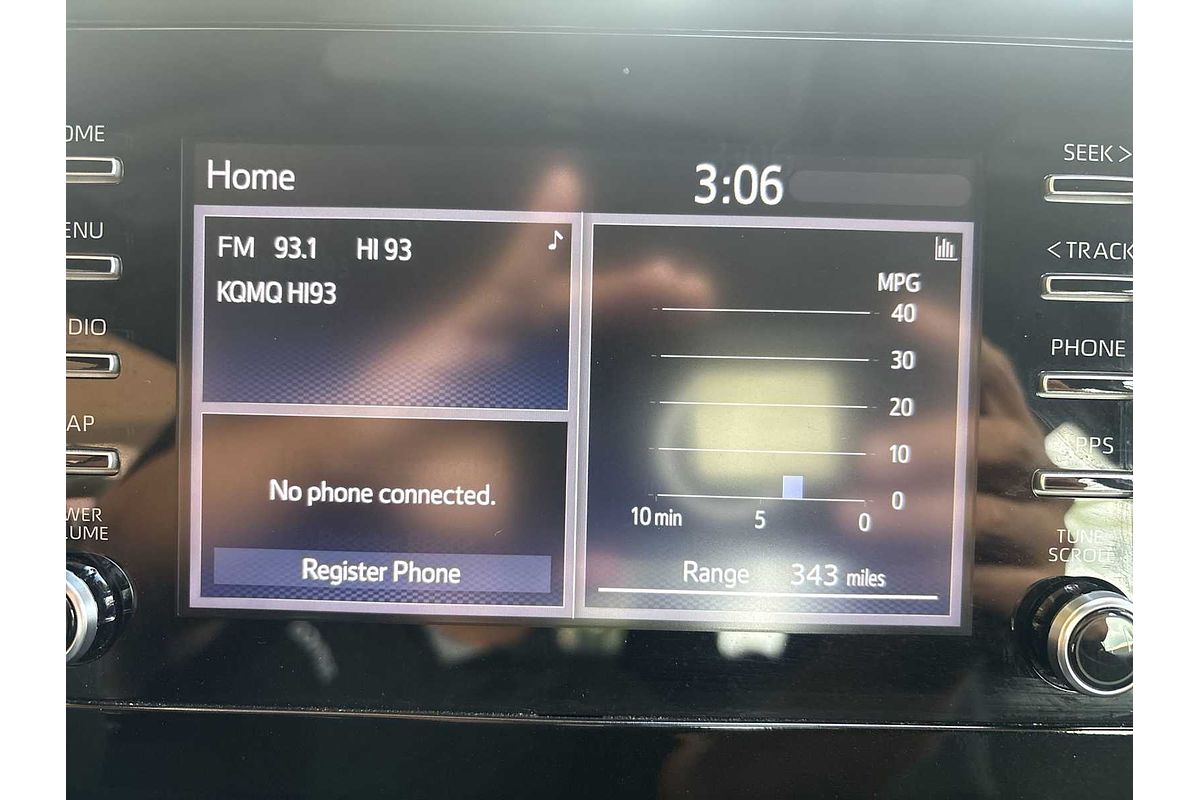 Home 3:06
FM 93.1 HI 93
KQMQ HI93
No phone connected.
Register Phone
MPG
40
30
20
10
0
10 min 5 0
Range 343 miles
OME
ENU
DIO
AP
WER
LUME
SEEK >
< TRACK
PHONE
PPS
TUNE
SCROLL